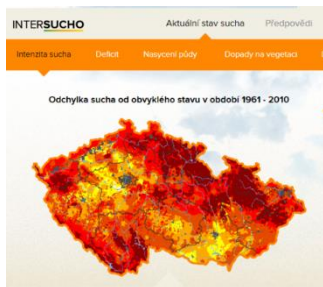 INTERSUCHO
Aktuální stav sucha Předpovědi
Intenzita sucha Deficit Nasycení půdy Dopady na vegetaci
Odchylka sucha od obvyklého stavu v období 1961 - 2010